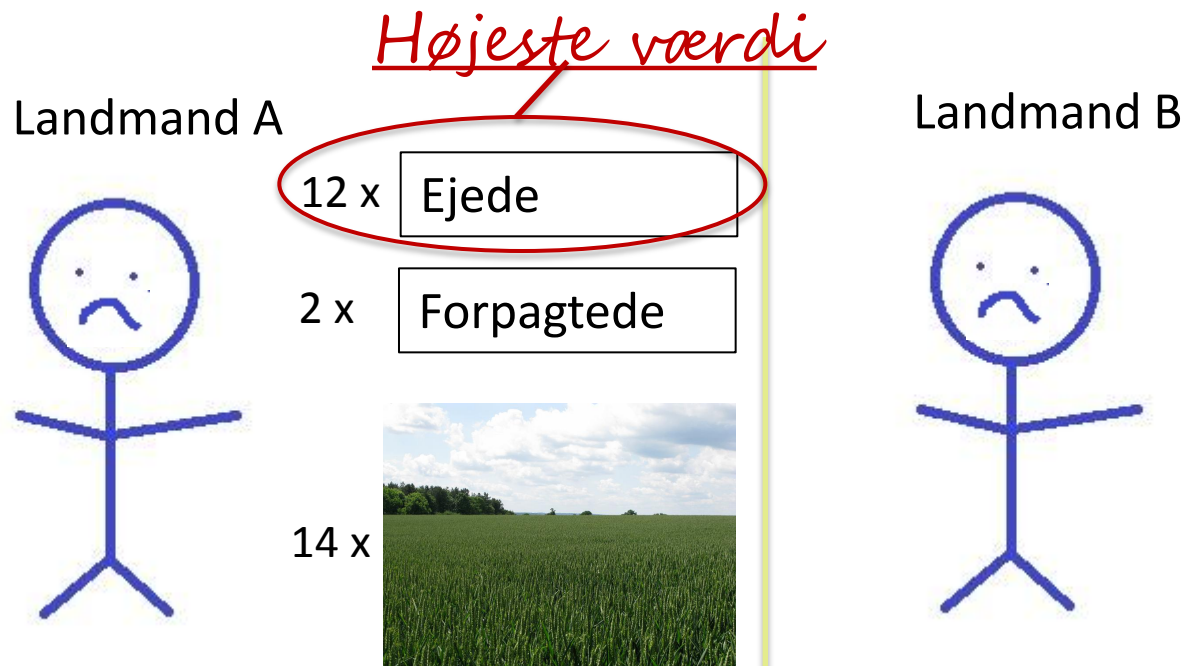 Højeste værdi
Landmand A
Landmand B
12 x Ejede
2 x Forpagtede
14 x